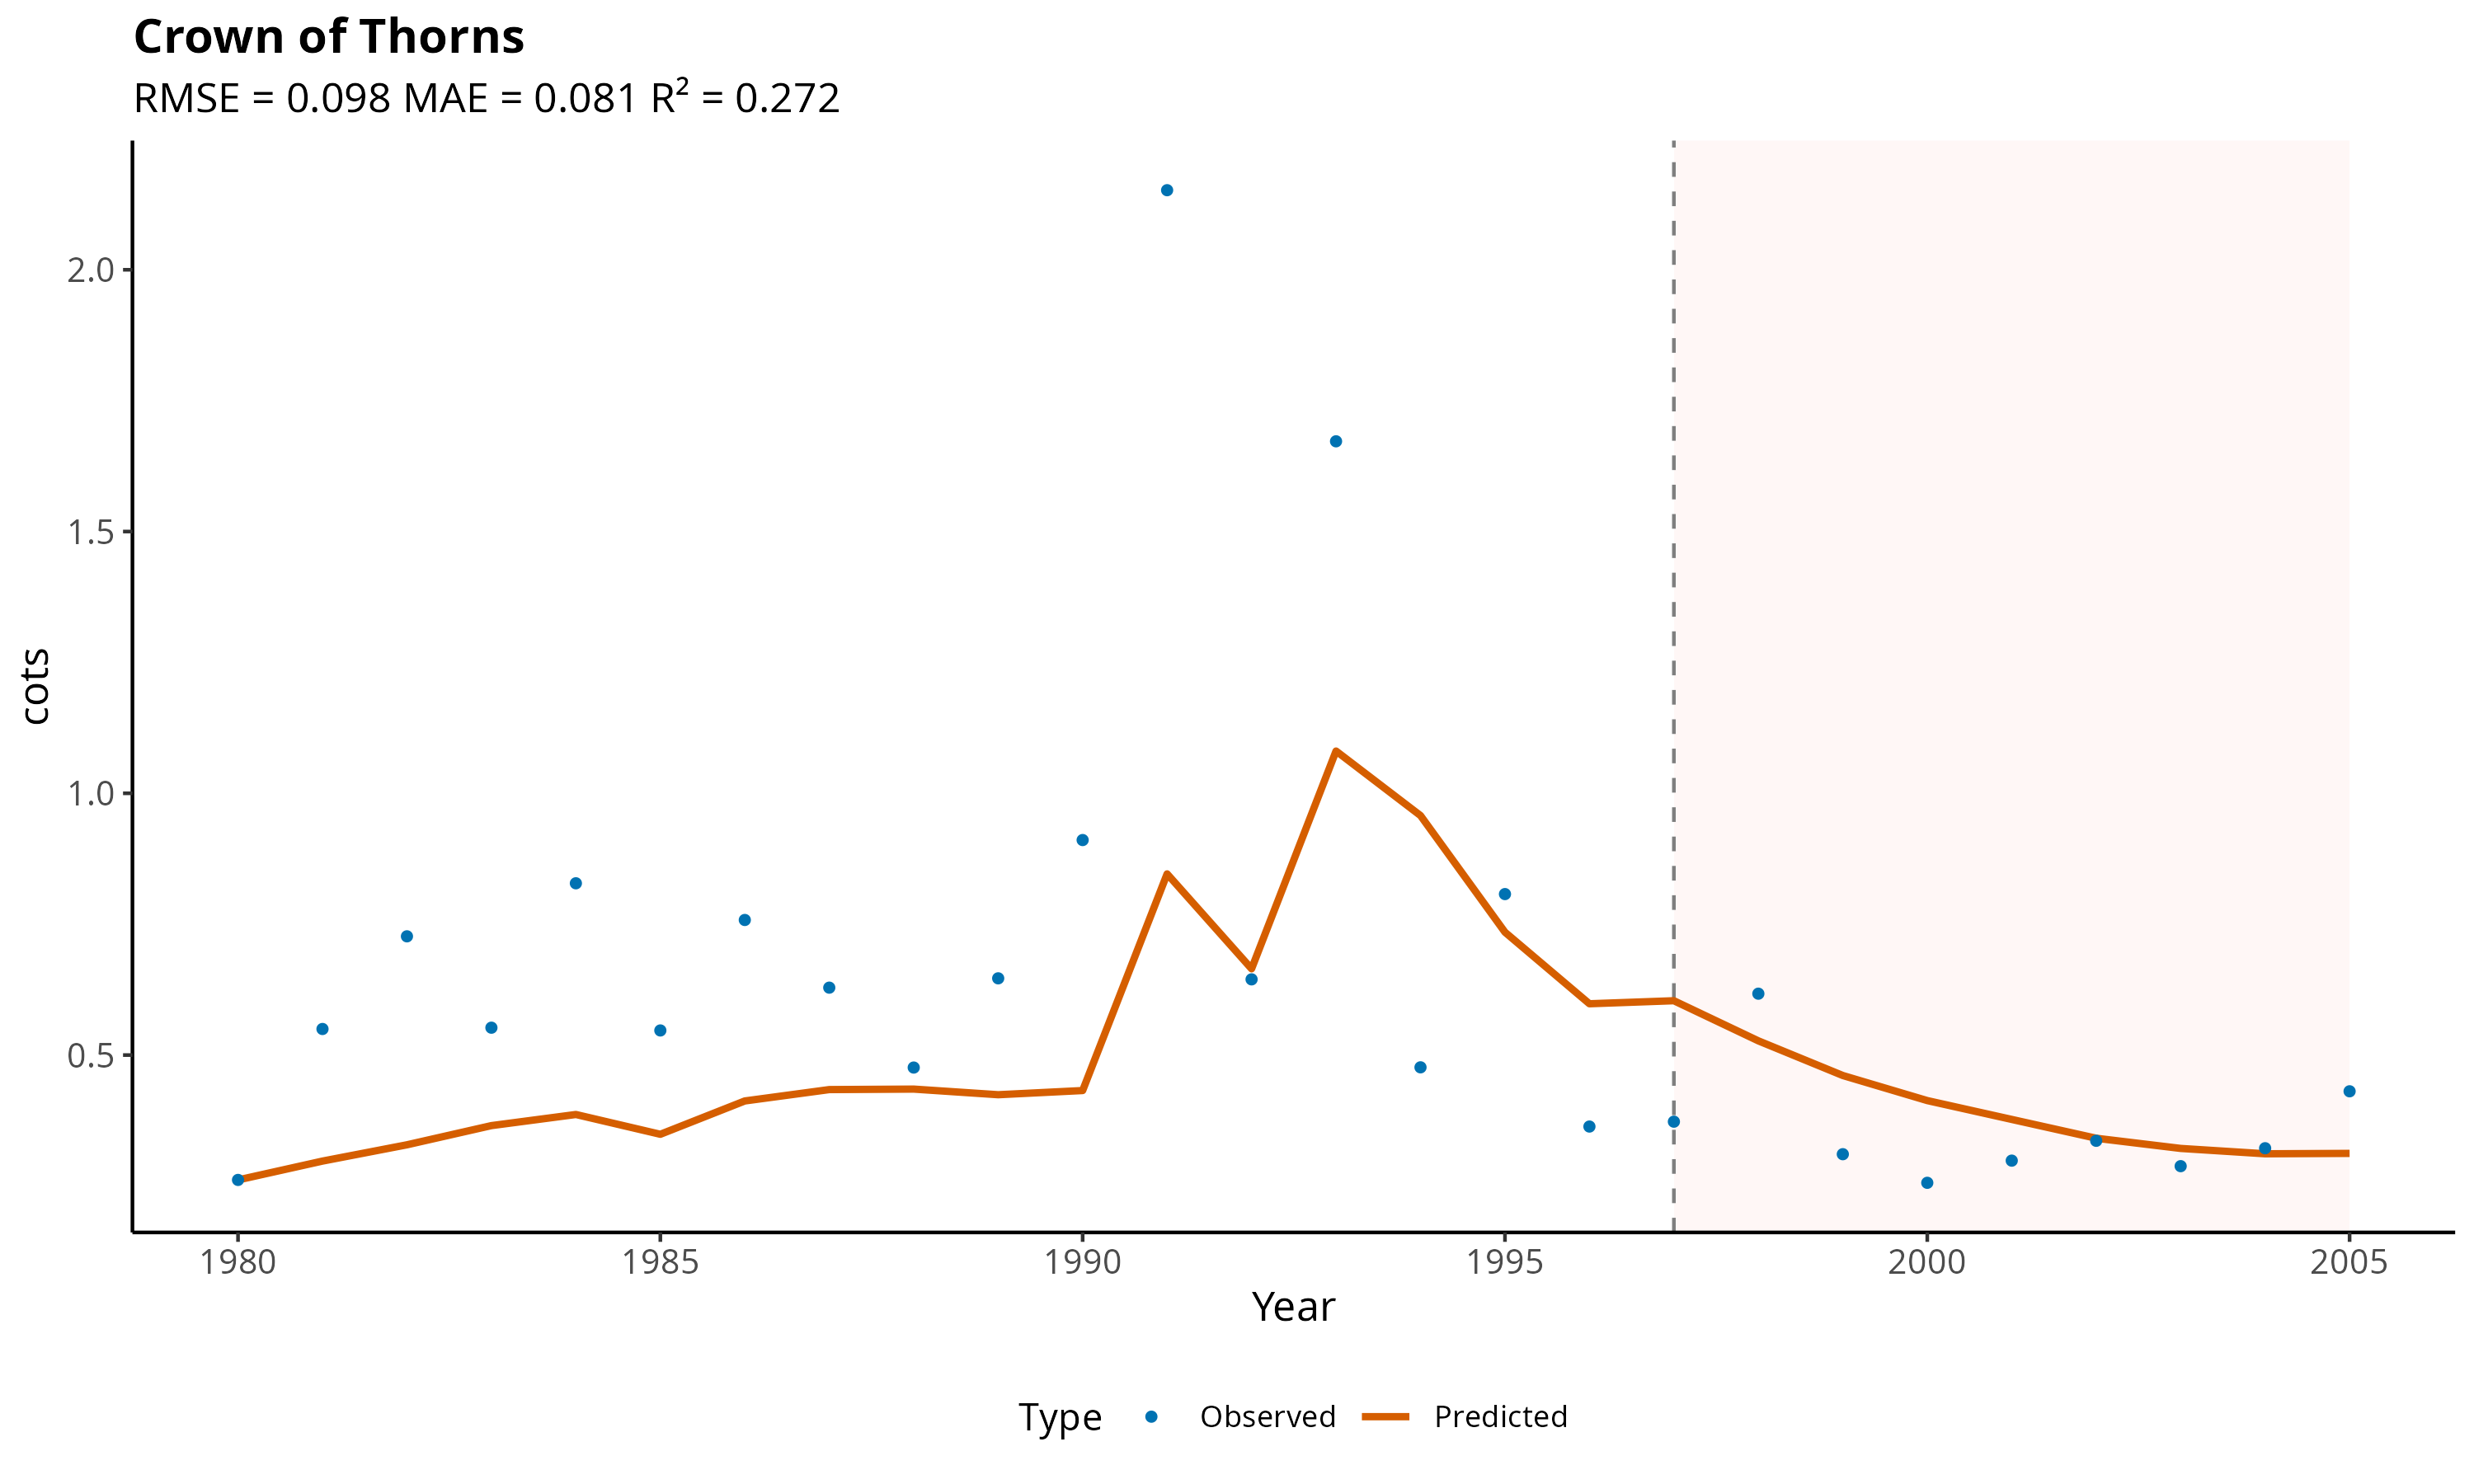 Crown of Thorns
RMSE = 0.098 MAE = 0.081 R² = 0.272
2.0
1.5
1.0
0.5
cots
1980 1985 1990 1995 2000 2005
Year
Type Observed Predicted